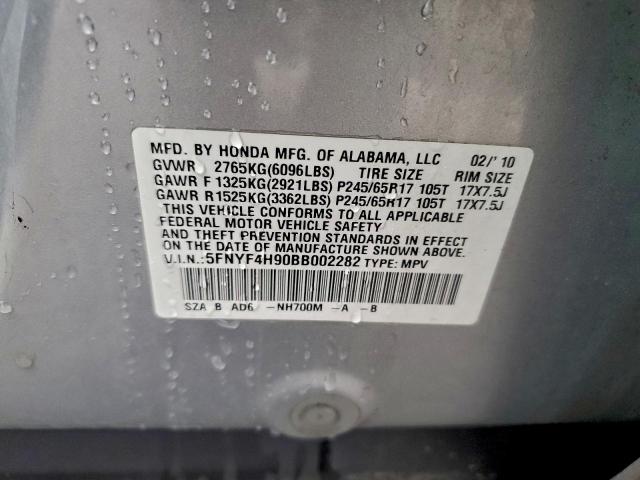 MFD. BY HONDA MFG. OF ALABAMA, LLC 02/'10
GVWR 2765KG(6096LBS) TIRE SIZE RIM SIZE
GAWR F 1325KG(2921LBS) P245/65R17 105T 17X7.5J
GAWR R1525KG(3362LBS) P245/65R17 105T 17X7.5J
THIS VEHICLE CONFORMS TO ALL APPLICABLE
FEDERAL MOTOR VEHICLE SAFETY
AND THEFT PREVENTION STANDARDS IN EFFECT
ON THE DATE OF MANUFACTURE SHOWN ABOVE.
V.I.N.:5FNYF4H90BB002282 TYPE: MPV
SZA B AD6 -NH700M -A -B